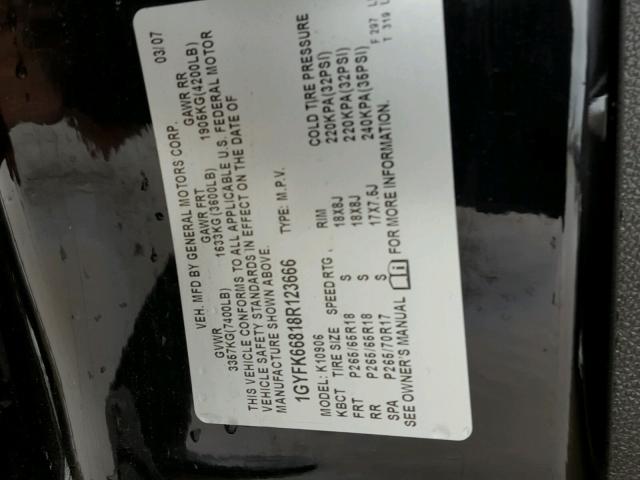 VEH. MFD BY GENERAL MOTORS CORP. 03/07
GVWR GAWR FRT GAWR RR
3357KG(7400LB) 1633KG(3600LB) 1905KG(4200LB)
THIS VEHICLE CONFORMS TO ALL APPLICABLE U.S. FEDERAL MOTOR
VEHICLE SAFETY STANDARDS IN EFFECT ON THE DATE OF
MANUFACTURE SHOWN ABOVE.
1GYFK66818R123666 TYPE: M.P.V.
MODEL: K10906
KBCT TIRE SIZE SPEED RTG. RIM COLD TIRE PRESSURE
FRT P265/65R18 S 18X8J 220KPA(32PSI)
RR P265/65R18 S 18X8J 220KPA(32PSI)
SPA P265/70R17 S 17X7.5J 240KPA(35PSI)
SEE OWNER'S MANUAL FOR MORE INFORMATION.
F 297 L
T 319 L